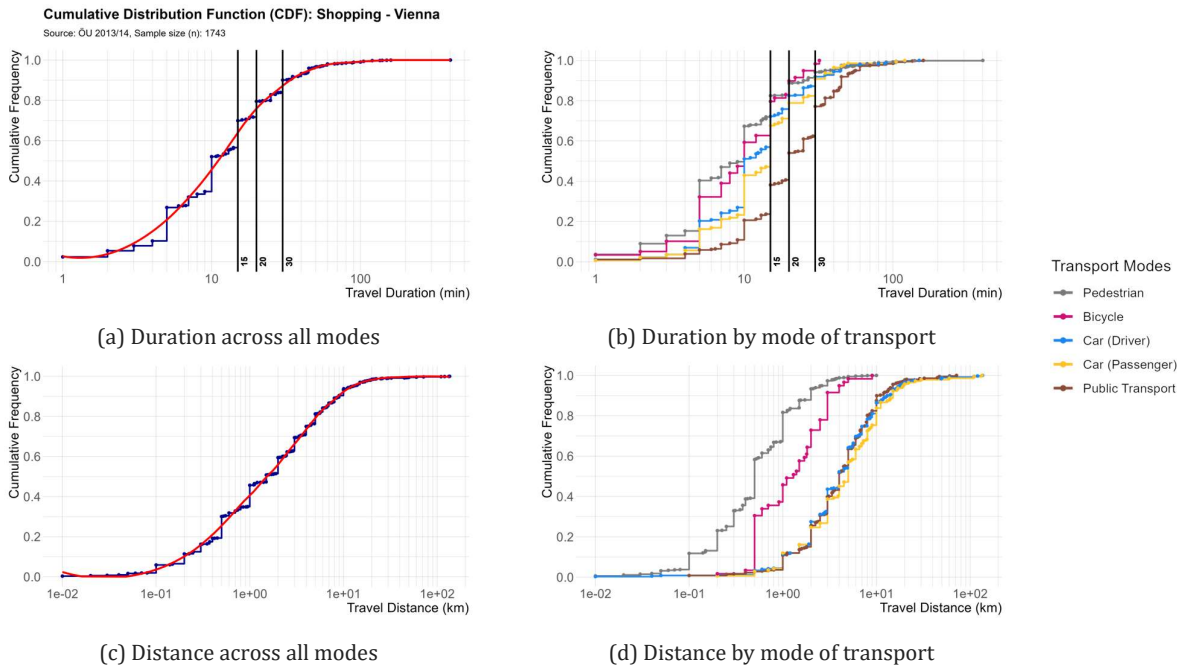 Cumulative Distribution Function (CDF): Shopping - Vienna
Source: ÖU 2013/14, Sample size (n): 1743
Cumulative Frequency
1.0
0.8
0.6
0.4
0.2
0.0
15
20
30
1 10 100
Travel Duration (min)
(a) Duration across all modes
Cumulative Frequency
1.0
0.8
0.6
0.4
0.2
0.0
15
20
30
1 10 100
Travel Duration (min)
(b) Duration by mode of transport
Transport Modes
Pedestrian
Bicycle
Car (Driver)
Car (Passenger)
Public Transport
Cumulative Frequency
1.0
0.8
0.6
0.4
0.2
0.0
1e-02 1e-01 1e+00 1e+01 1e+02
Travel Distance (km)
(c) Distance across all modes
Cumulative Frequency
1.0
0.8
0.6
0.4
0.2
0.0
1e-02 1e-01 1e+00 1e+01 1e+02
Travel Distance (km)
(d) Distance by mode of transport